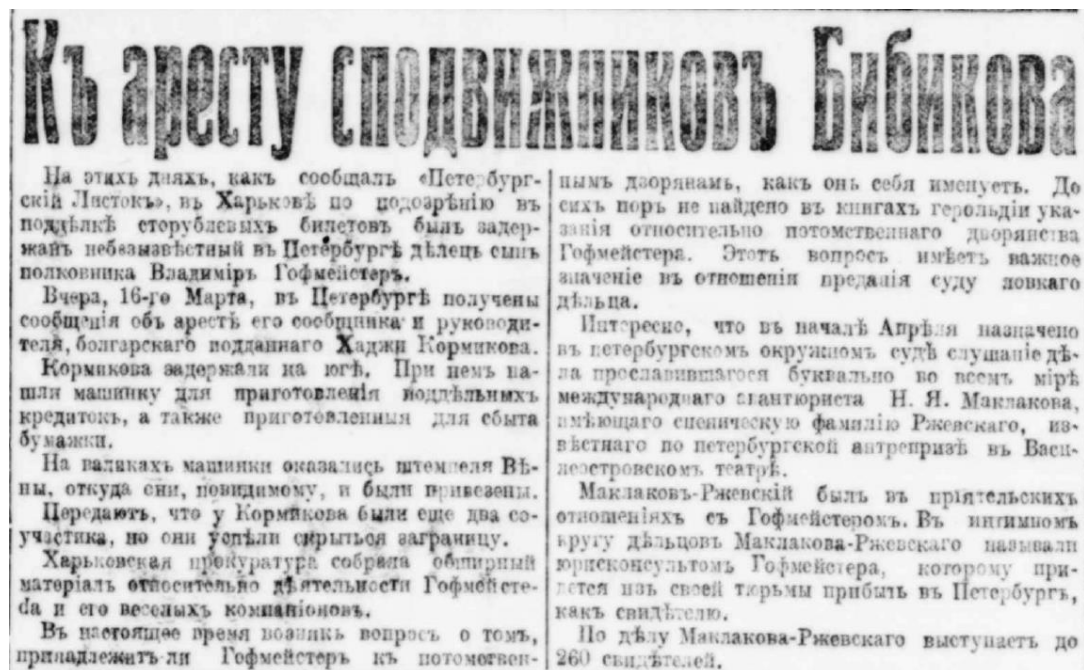 Къ аресту сподвижниковъ Бибикова
На этихъ дняхъ, какъ сообщалъ «Петербург-
скій Листокъ», въ Харьковѣ по подозрѣнію въ
поддѣлкѣ сторублевыхъ билетовъ былъ задер-
жанъ небезызвѣстный въ Петербургѣ дѣлецъ сынъ
полковника Владиміръ Гофмейстеръ.
Вчера, 16-го Марта, въ Петербургѣ получены
сообщенія объ арестѣ его сообщника и руководи-
теля, болгарскаго подданнаго Хаджи Кормикова.
Кормикова задержали на югѣ. При немъ на-
шли машинку для приготовленія поддѣльныхъ
кредитокъ, а также приготовленныя для сбыта
бумажки.
На валикахъ машинки оказались штемпеля Вѣ-
ны, откуда они, повидимому, и были привезены.
Передаютъ, что у Кормикова были еще два со-
участика, но они успѣли скрыться заграницу.
Харьковская прокуратура собрала обширный
матеріалъ относительно дѣятельности Гофмейсте-
ра и его веселыхъ компаніоновъ.
Въ настоящее время возникъ вопросъ о томъ,
принадлежитъ-ли Гофмейстеръ къ потомствен-
нымъ дворянамъ, какъ онъ себя именуетъ. До
сихъ поръ не найдено въ книгахъ герольдіи ука-
занія относительно потомственнаго дворянства
Гофмейстера. Этотъ вопросъ имѣетъ важное
значеніе въ отношеніи преданія суду ловкаго
дѣльца.
Интересно, что въ началѣ Апрѣля назначено
въ петербургскомъ окружномъ судѣ слушаніе дѣ-
ла прославившагося буквально во всемъ мірѣ
международнаго авантюриста Н. Я. Маклакова,
имѣющаго сценическую фамилію Ржевскаго, из-
вѣстнаго по петербургской антрепризѣ въ Васи-
леостровскомъ театрѣ.
Маклаковъ-Ржевскій былъ въ пріятельскихъ
отношеніяхъ съ Гофмейстеромъ. Въ интимномъ
кругу дѣльцовъ Маклакова-Ржевскаго называли
юрисконсультомъ Гофмейстера, которому при-
дется изъ своей тюрьмы прибыть въ Петербургъ,
какъ свидѣтелю.
По дѣлу Маклакова-Ржевскаго выступаетъ до
260 свидѣтелей.